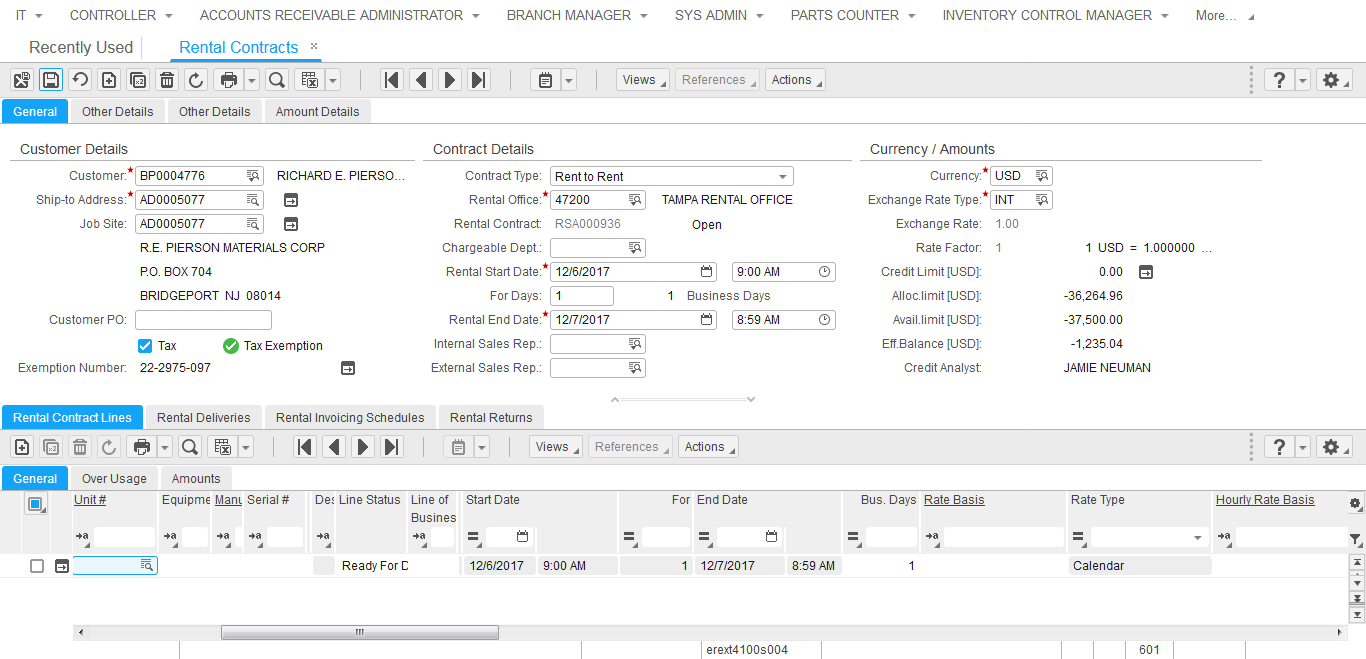 IT CONTROLLER ACCOUNTS RECEIVABLE ADMINISTRATOR BRANCH MANAGER SYS ADMIN PARTS COUNTER INVENTORY CONTROL MANAGER More...
Recently Used Rental Contracts ×
Views References Actions ?
General Other Details Other Details Amount Details
Customer Details Contract Details Currency / Amounts
Customer:* BP0004776 RICHARD E. PIERSO... Contract Type: Rent to Rent Currency:* USD
Ship-to Address:* AD0005077 Rental Office:* 47200 TAMPA RENTAL OFFICE Exchange Rate Type:* INT
Job Site: AD0005077 Rental Contract: RSA000936 Open Exchange Rate: 1.00
R.E. PIERSON MATERIALS CORP Chargeable Dept.: Rate Factor: 1 1 USD = 1.000000 ...
P.O. BOX 704 Rental Start Date:* 12/6/2017 9:00 AM Credit Limit [USD]: 0.00
BRIDGEPORT NJ 08014 For Days: 1 1 Business Days Alloc.limit [USD]: -36,264.96
Customer PO: Rental End Date:* 12/7/2017 8:59 AM Avail.limit [USD]: -37,500.00
Tax Tax Exemption Internal Sales Rep.: Eff.Balance [USD]: -1,235.04
Exemption Number: 22-2975-097 External Sales Rep.: Credit Analyst: JAMIE NEUMAN
Rental Contract Lines Rental Deliveries Rental Invoicing Schedules Rental Returns
Views References Actions ?
General Over Usage Amounts
Unit # Equipme Manu Serial # Des Line Status Line of Start Date For End Date Bus. Days Rate Basis Rate Type Hourly Rate Basis
Busines
Ready For D 12/6/2017 9:00 AM 1 12/7/2017 8:59 AM 1 Calendar
erext4100s004 601